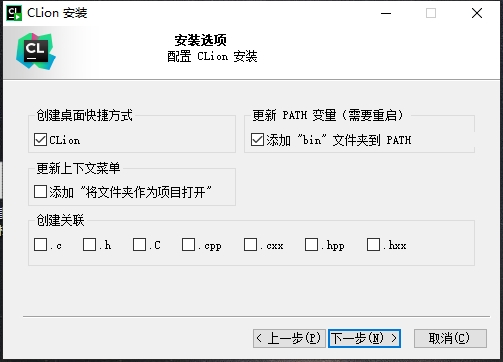 CLion 安装
CL
安装选项
配置 CLion 安装
创建桌面快捷方式
CLion
更新 PATH 变量（需要重启）
添加 "bin" 文件夹到 PATH
更新上下文菜单
添加 "将文件夹作为项目打开"
创建关联
.c .h .C .cpp .cxx .hpp .hxx
< 上一步(P) 下一步(N) > 取消(C)